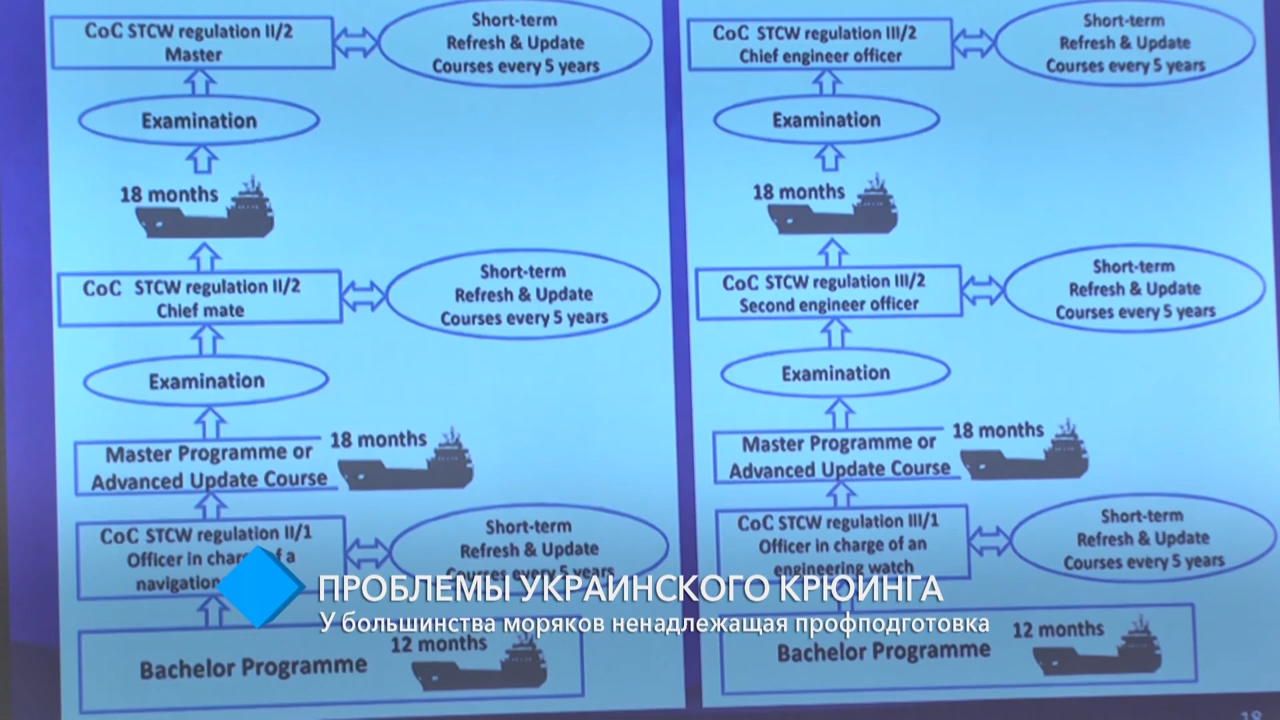 CoC STCW regulation II/2
Master
Short-term
Refresh & Update
Courses every 5 years
Examination
18 months
CoC STCW regulation II/2
Chief mate
Short-term
Refresh & Update
Courses every 5 years
Examination
Master Programme or
Advanced Update Course
18 months
CoC STCW regulation II/1
Officer in charge of a
Short-term
Refresh & Update
Courses every 5 years
Bachelor Programme
12 months
CoC STCW regulation III/2
Chief engineer officer
Short-term
Refresh & Update
Courses every 5 years
Examination
18 months
CoC STCW regulation III/2
Second engineer officer
Short-term
Refresh & Update
Courses every 5 years
Examination
Master Programme or
Advanced Update Course
18 months
CoC STCW regulation III/1
Officer in charge of an
engineering watch
Short-term
Refresh & Update
Courses every 5 years
Bachelor Programme
12 months
ПРОБЛЕМЫ УКРАИНСКОГО КРЮИНГА
У большинства моряков ненадлежащая профподготовка